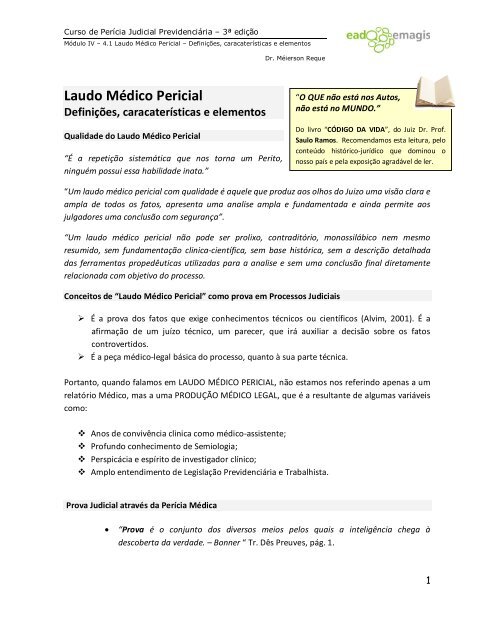 Curso de Perícia Judicial Previdenciária – 3ª edição
Módulo IV – 4.1 Laudo Médico Pericial – Definições, caracaterísticas e elementos
Dr. Méierson Reque
ead emagis
Laudo Médico Pericial
Definições, caracaterísticas e elementos
Qualidade do Laudo Médico Pericial
“É a repetição sistemática que nos torna um Perito,
ninguém possui essa habilidade inata.”
“O QUE não está nos Autos,
não está no MUNDO.”
Do livro “CÓDIGO DA VIDA”, do Juiz Dr. Prof.
Saulo Ramos. Recomendamos esta leitura, pelo
conteúdo histórico-jurídico que dominou o
nosso país e pela exposição agradável de ler.
“Um laudo médico pericial com qualidade é aquele que produz aos olhos do Juízo uma visão clara e
ampla de todos os fatos, apresenta uma analise ampla e fundamentada e ainda permite aos
julgadores uma conclusão com segurança”.
“Um laudo médico pericial não pode ser prolixo, contraditório, monossilábico nem mesmo
resumido, sem fundamentação clínica-científica, sem base histórica, sem a descrição detalhada
das ferramentas propedêuticas utilizadas para a analise e sem uma conclusão final diretamente
relacionada com objetivo do processo.
Conceitos de “Laudo Médico Pericial” como prova em Processos Judiciais
➢ É a prova dos fatos que exige conhecimentos técnicos ou científicos (Alvim, 2001). É a
afirmação de um juízo técnico, um parecer, que irá auxiliar a decisão sobre os fatos
controvertidos.
➢ É a peça médico-legal básica do processo, quanto à sua parte técnica.
Portanto, quando falamos em LAUDO MÉDICO PERICIAL, não estamos nos referindo apenas a um
relatório Médico, mas a uma PRODUÇÃO MÉDICO LEGAL, que é a resultante de algumas variáveis
como:
❖ Anos de convivência clinica como médico-assistente;
❖ Profundo conhecimento de Semiologia;
❖ Perspicácia e espírito de investigador clínico;
❖ Amplo entendimento de Legislação Previdenciária e Trabalhista.
Prova Judicial através da Perícia Médica
• “Prova é o conjunto dos diversos meios pelos quais a inteligência chega à
descoberta da verdade. – Bonner “ Tr. Dês Preuves, pág. 1.
1